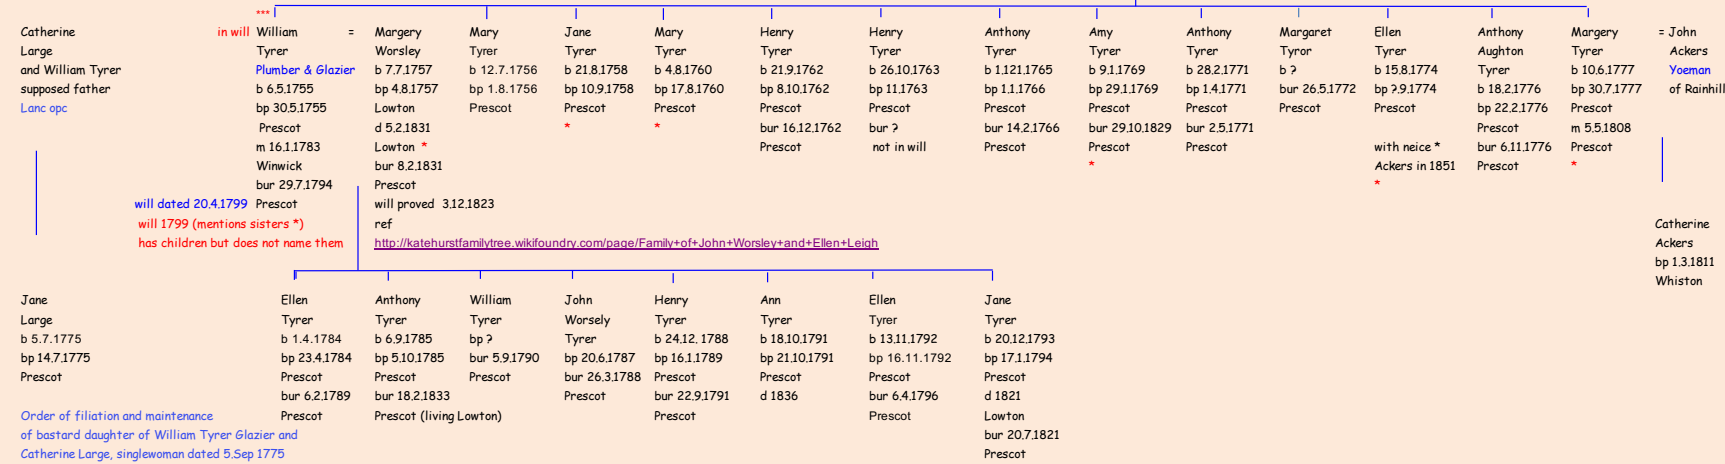 ***
Catherine
Large
and William Tyrer
supposed father
Lanc opc
in will William =
Tyrer
Plumber & Glazier
b 6.5.1755
bp 30.5.1755
Prescot
m 16.1.1783
Winwick
bur 29.7.1794
Prescot
will dated 20.4.1799
will 1799 (mentions sisters *)
has children but does not name them
Margery
Worsley
b 7.7.1757
bp 4.8.1757
Lowton
d 5.2.1831
Lowton *
bur 8.2.1831
Prescot
will proved 3.12.1823
ref
http://katehurstfamilytree.wikifoundry.com/page/Family+of+John+Worsley+and+Ellen+Leigh
Mary
Tyrer
b 12.7.1756
bp 1.8.1756
Prescot
Jane
Tyrer
b 21.8.1758
bp 10.9.1758
Prescot
*
Mary
Tyrer
b 4.8.1760
bp 17.8.1760
Prescot
*
Henry
Tyrer
b 21.9.1762
bp 8.10.1762
Prescot
bur 16.12.1762
Prescot
Henry
Tyrer
b 26.10.1763
bp 11.1763
Prescot
bur ?
not in will
Anthony
Tyrer
b 1.121.1765
bp 1.1.1766
Prescot
bur 14.2.1766
Prescot
Amy
Tyrer
b 9.1.1769
bp 29.1.1769
Prescot
bur 29.10.1829
Prescot
*
Anthony
Tyrer
b 28.2.1771
bp 1.4.1771
Prescot
bur 2.5.1771
Prescot
Margaret
Tyror
b ?
bur 26.5.1772
Prescot
Ellen
Tyrer
b 15.8.1774
bp ?.9.1774
Prescot
with neice *
Ackers in 1851
*
Anthony
Aughton
Tyrer
b 18.2.1776
bp 22.2.1776
Prescot
bur 6.11.1776
Prescot
Margery
Tyrer
b 10.6.1777
bp 30.7.1777
Prescot
m 5.5.1808
Prescot
*
= John
Ackers
Yoeman
of Rainhill
Catherine
Ackers
bp 1.3.1811
Whiston
Jane
Large
b 5.7.1775
bp 14.7.1775
Prescot
Order of filiation and maintenance
of bastard daughter of William Tyrer Glazier and
Catherine Large, singlewoman dated 5.Sep 1775
Ellen
Tyrer
b 1.4.1784
bp 23.4.1784
Prescot
bur 6.2.1789
Prescot
Anthony
Tyrer
b 6.9.1785
bp 5.10.1785
Prescot
bur 18.2.1833
Prescot (living Lowton)
William
Tyrer
bp ?
bur 5.9.1790
Prescot
John
Worsely
Tyrer
bp 20.6.1787
bur 26.3.1788
Prescot
Henry
Tyrer
b 24.12. 1788
bp 16.1.1789
Prescot
bur 22.9.1791
Prescot
Ann
Tyrer
b 18.10.1791
bp 21.10.1791
Prescot
d 1836
Ellen
Tyrer
b 13.11.1792
bp 16.11.1792
Prescot
bur 6.4.1796
Prescot
Jane
Tyrer
b 20.12.1793
bp 17.1.1794
Prescot
d 1821
Lowton
bur 20.7.1821
Prescot